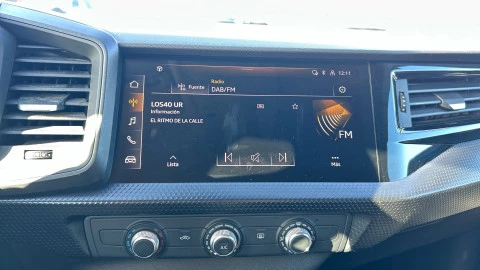 12:11
Fuente
Radio
DAB/FM
LOS40 UR
Información
EL RITMO DE LA CALLE
FM
Lista
Más
A/C